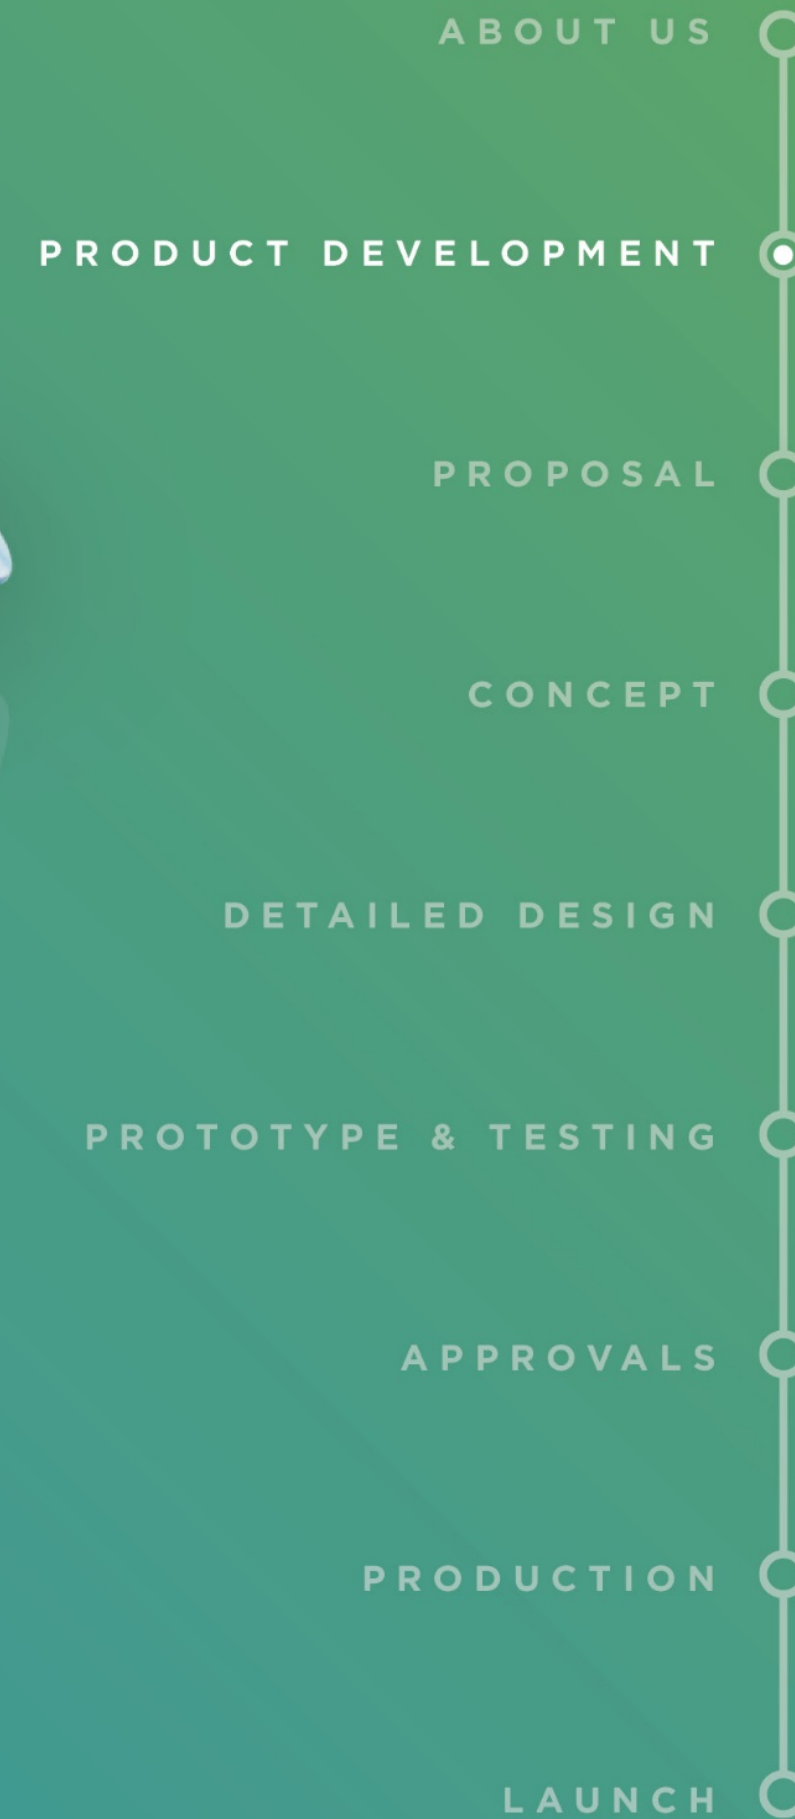 ABOUT US
PRODUCT DEVELOPMENT
PROPOSAL
CONCEPT
DETAILED DESIGN
PROTOTYPE & TESTING
APPROVALS
PRODUCTION
LAUNCH